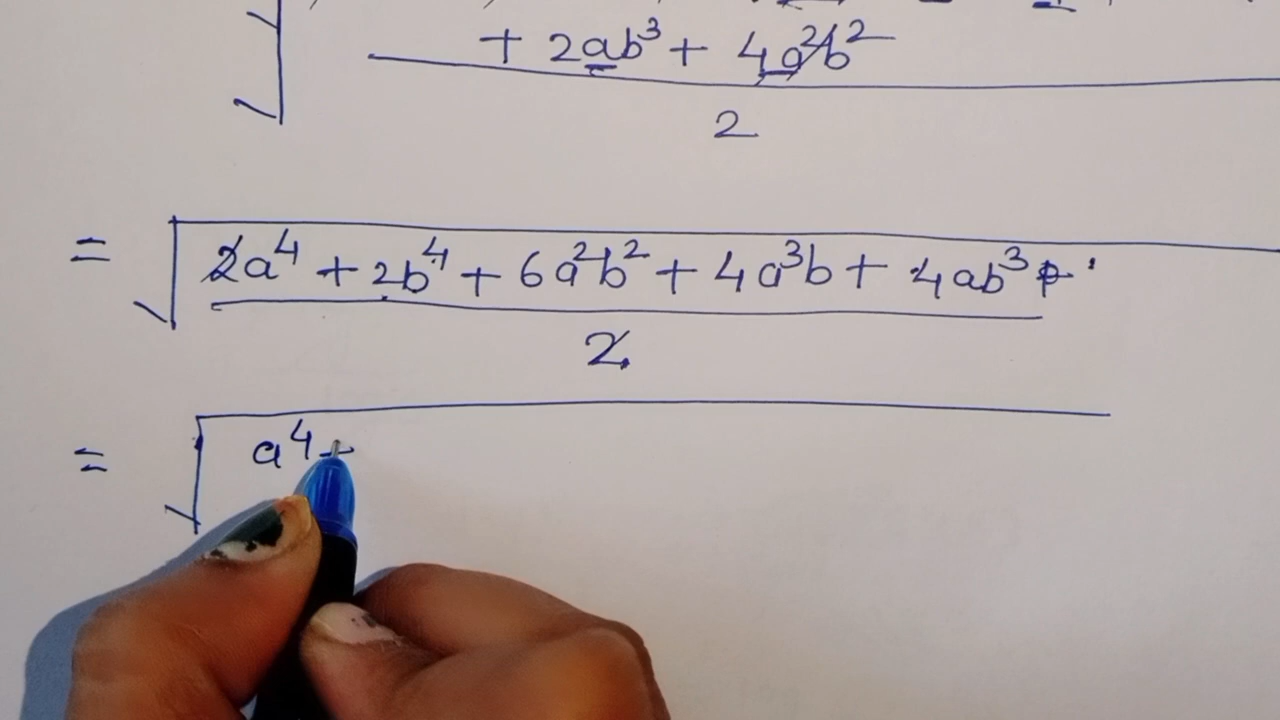 + 2ab³ + 4a²b²
2
= √ 2a⁴ + 2b⁴ + 6a²b² + 4a³b + 4ab³
2
= √ a⁴ +